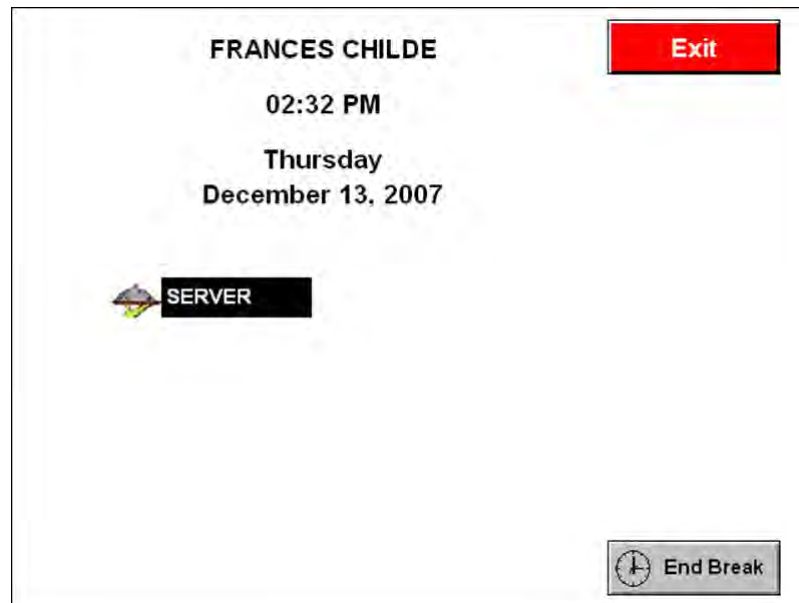 FRANCES CHILDE
Exit
02:32 PM
Thursday
December 13, 2007
SERVER
End Break